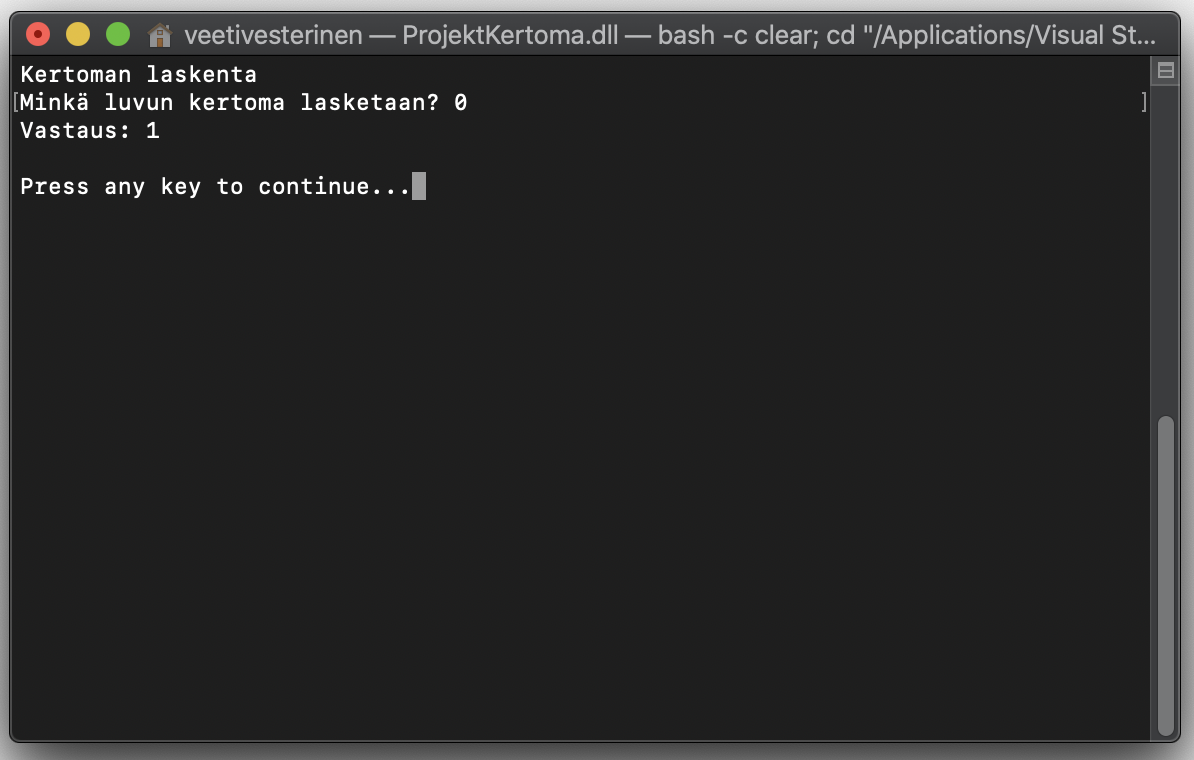 veetivesterinen — ProjektKertoma.dll — bash -c clear; cd "/Applications/Visual St...
Kertoman laskenta
[Minkä luvun kertoma lasketaan? 0 ]
Vastaus: 1
Press any key to continue...